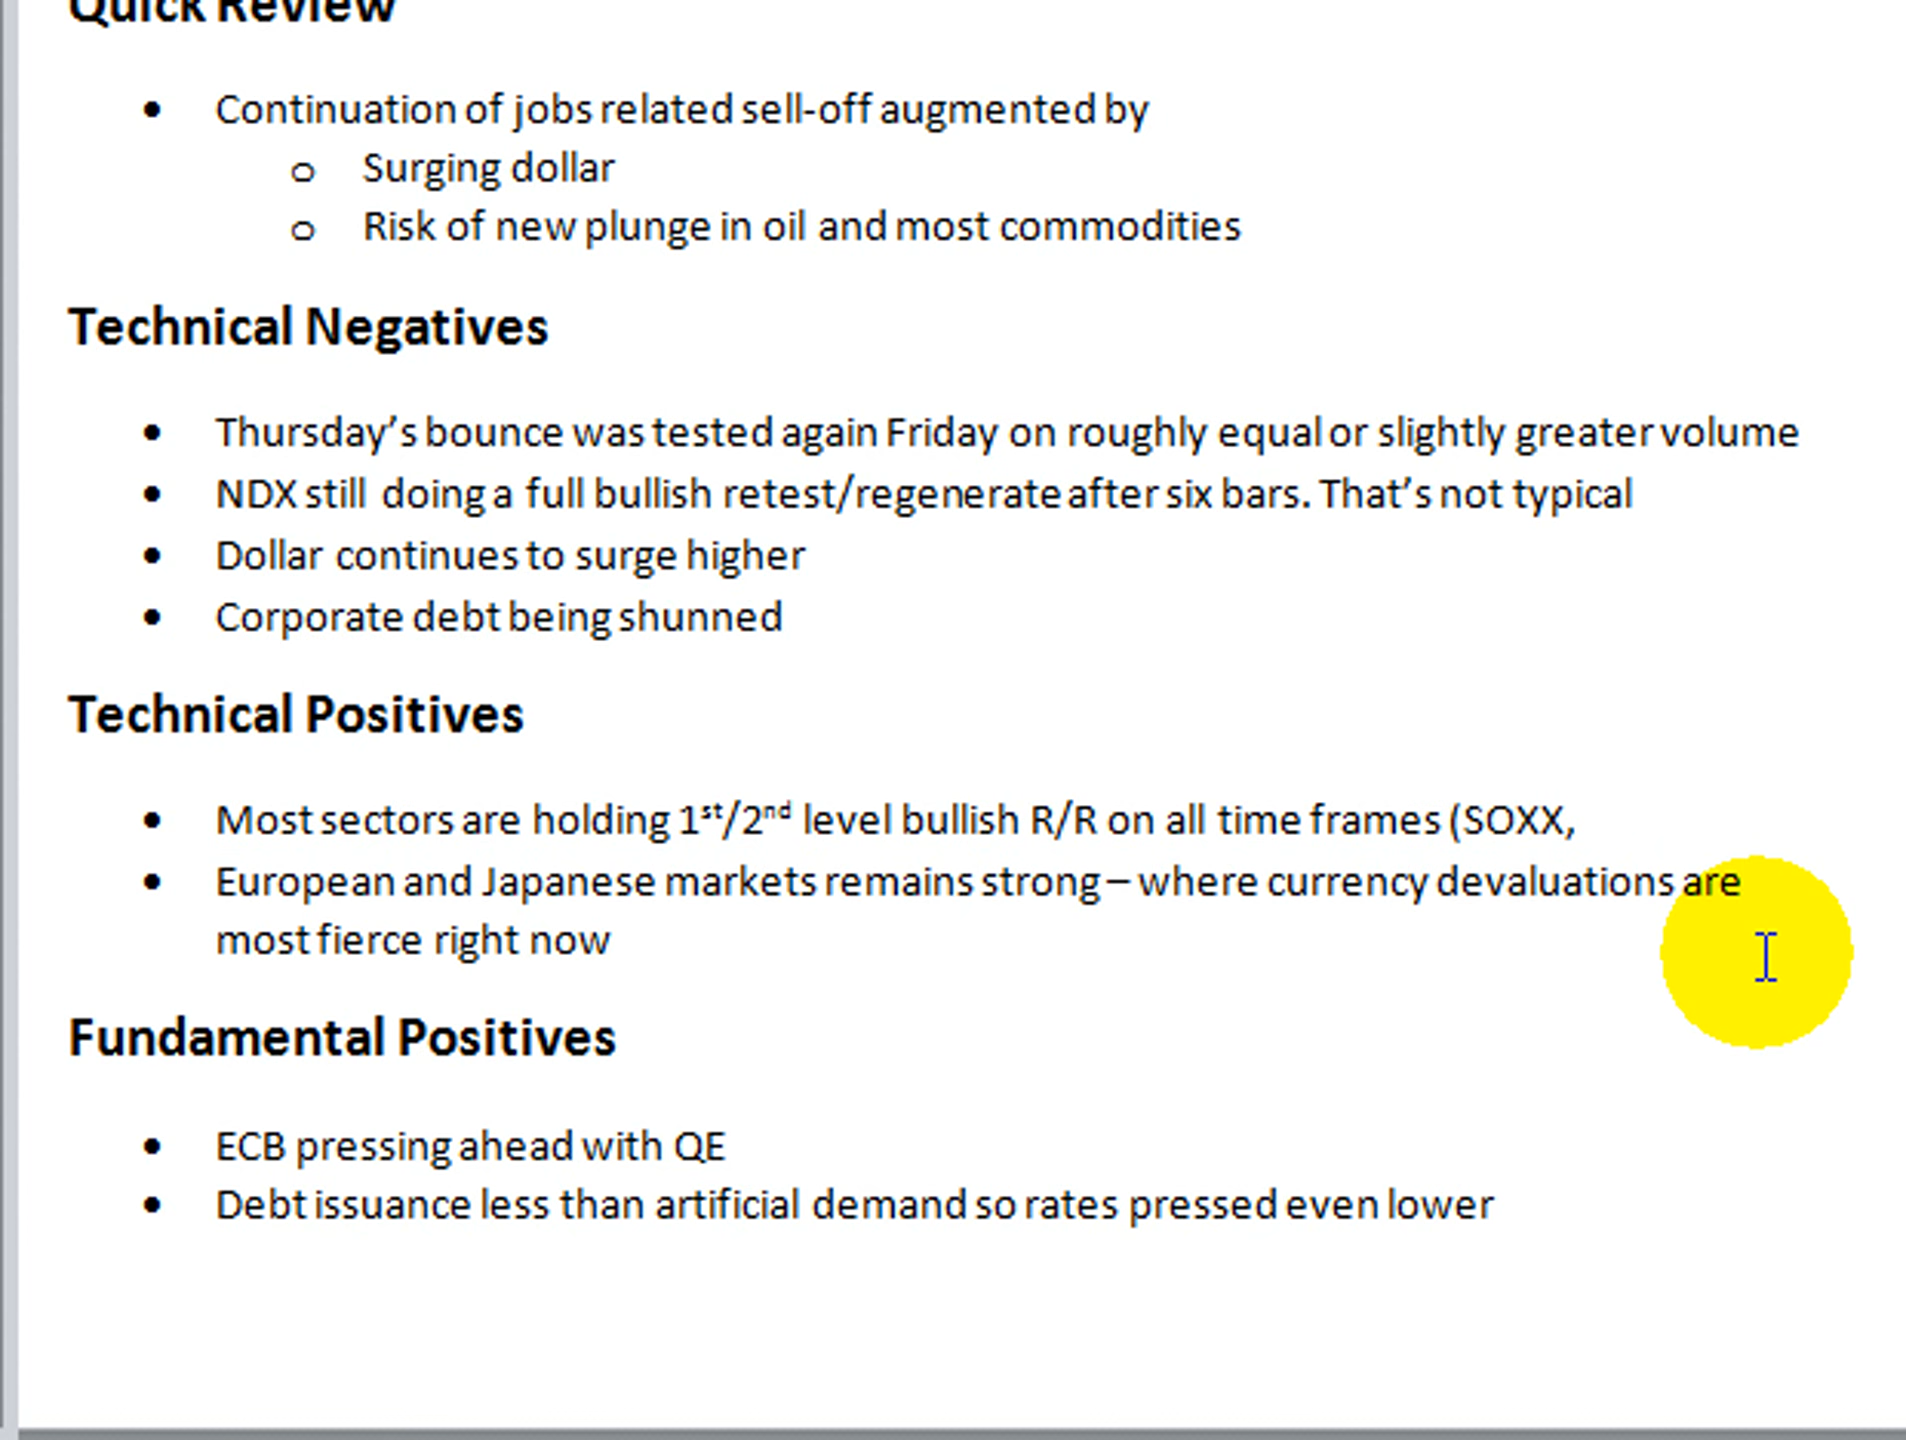 Quick Review
• Continuation of jobs related sell-off augmented by
o Surging dollar
o Risk of new plunge in oil and most commodities
Technical Negatives
• Thursday’s bounce was tested again Friday on roughly equal or slightly greater volume
• NDX still doing a full bullish retest/regenerate after six bars. That’s not typical
• Dollar continues to surge higher
• Corporate debt being shunned
Technical Positives
• Most sectors are holding 1st/2nd level bullish R/R on all time frames (SOXX,
• European and Japanese markets remains strong – where currency devaluations are
most fierce right now
Fundamental Positives
• ECB pressing ahead with QE
• Debt issuance less than artificial demand so rates pressed even lower